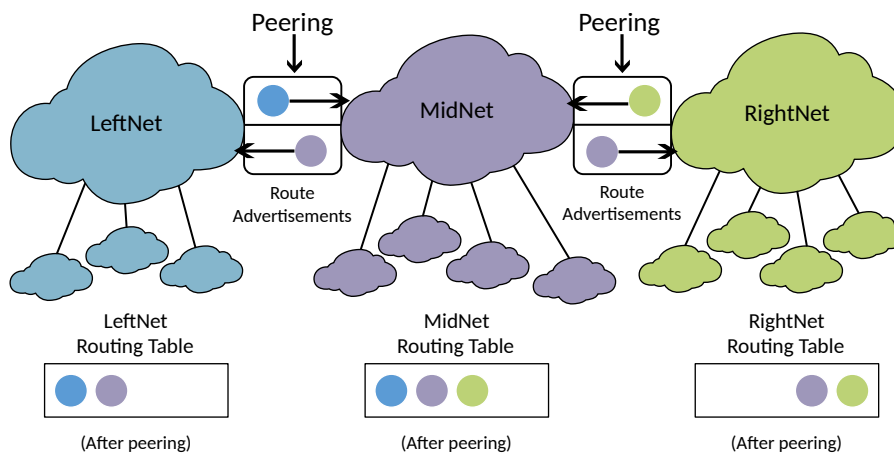 Peering
Peering
LeftNet
MidNet
RightNet
Route
Advertisements
Route
Advertisements
LeftNet
Routing Table
MidNet
Routing Table
RightNet
Routing Table
(After peering)
(After peering)
(After peering)